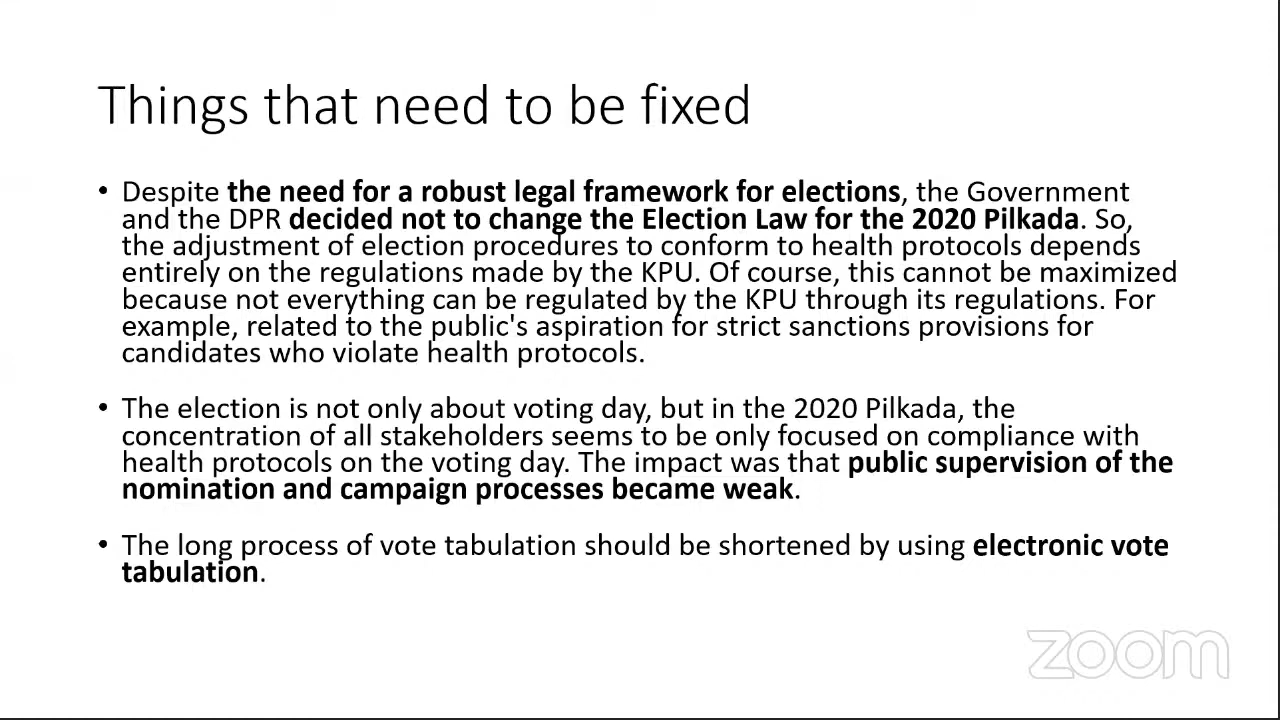 Things that need to be fixed
• Despite the need for a robust legal framework for elections, the Government
and the DPR decided not to change the Election Law for the 2020 Pilkada. So,
the adjustment of election procedures to conform to health protocols depends
entirely on the regulations made by the KPU. Of course, this cannot be maximized
because not everything can be regulated by the KPU through its regulations. For
example, related to the public's aspiration for strict sanctions provisions for
candidates who violate health protocols.
• The election is not only about voting day, but in the 2020 Pilkada, the
concentration of all stakeholders seems to be only focused on compliance with
health protocols on the voting day. The impact was that public supervision of the
nomination and campaign processes became weak.
• The long process of vote tabulation should be shortened by using electronic vote
tabulation.
zoom